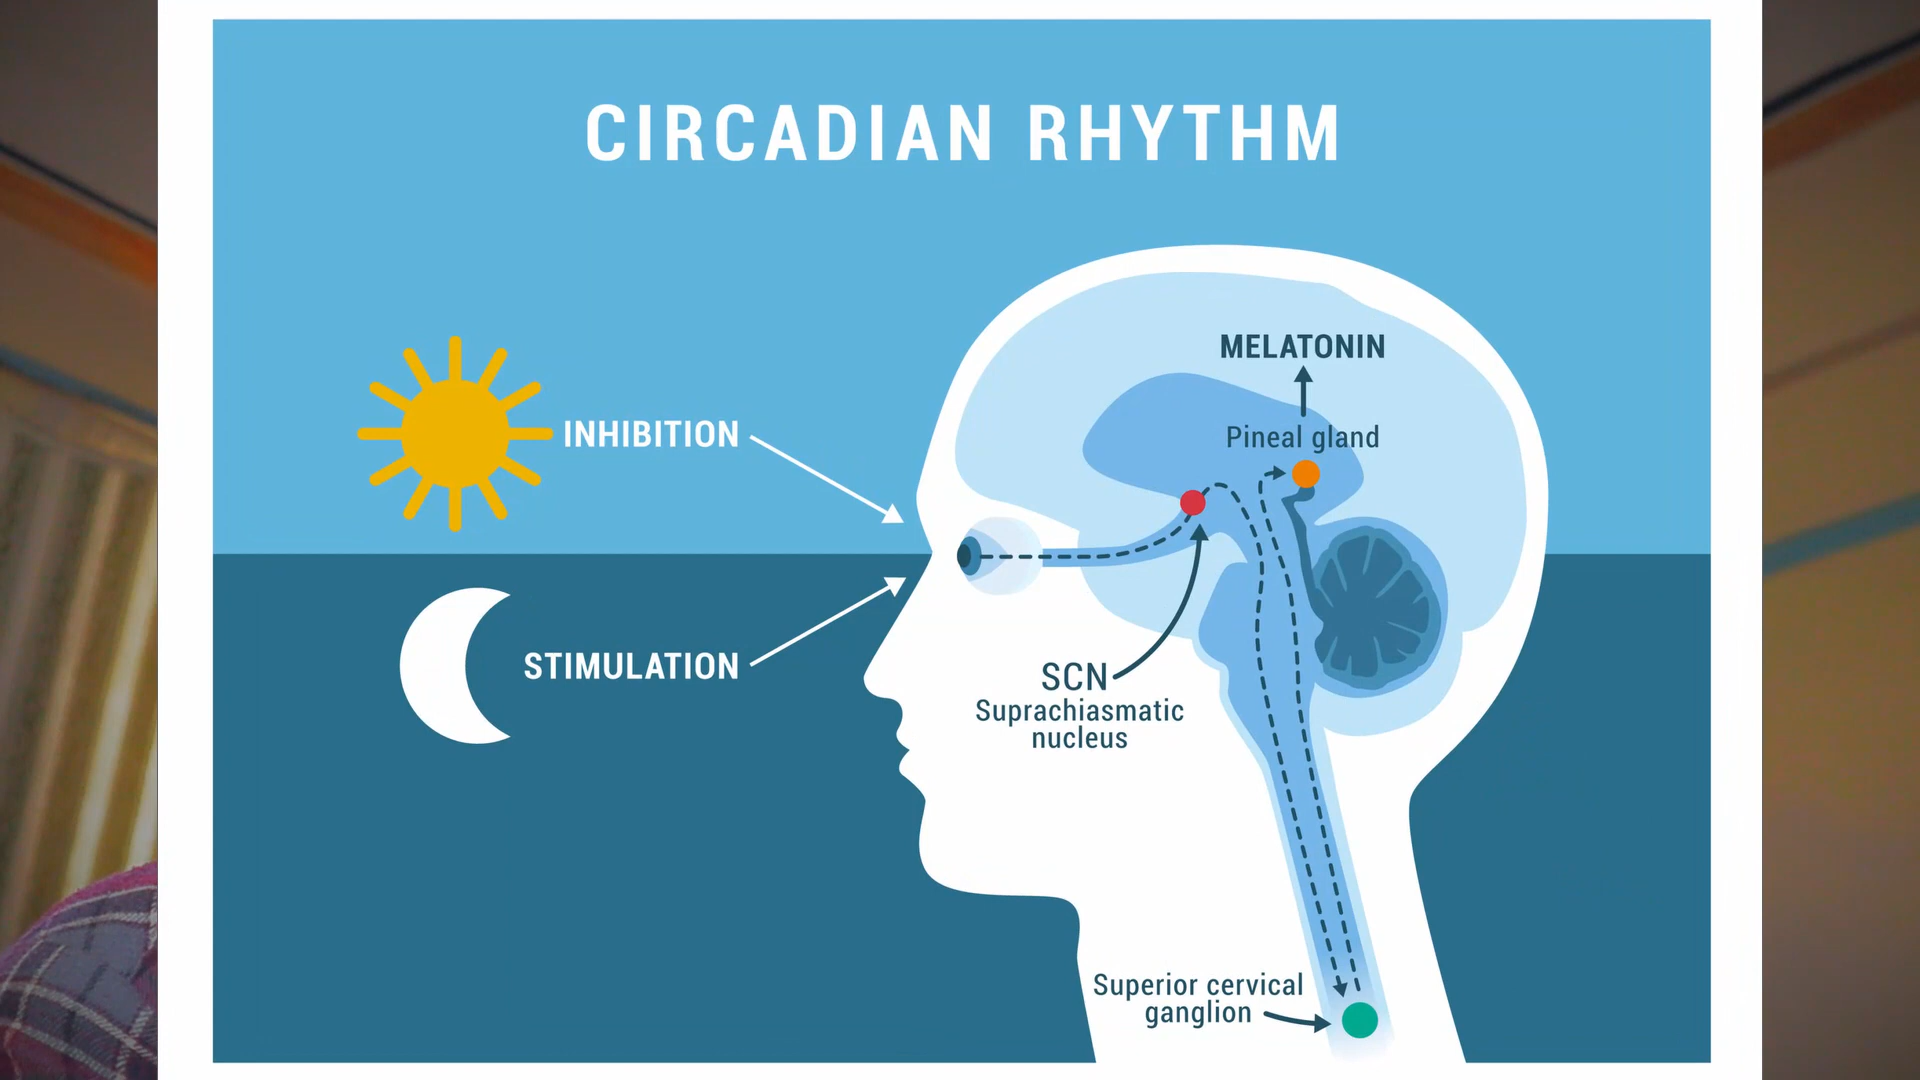 CIRCADIAN RHYTHM
MELATONIN
INHIBITION
Pineal gland
STIMULATION
SCN
Suprachiasmatic
nucleus
Superior cervical
ganglion